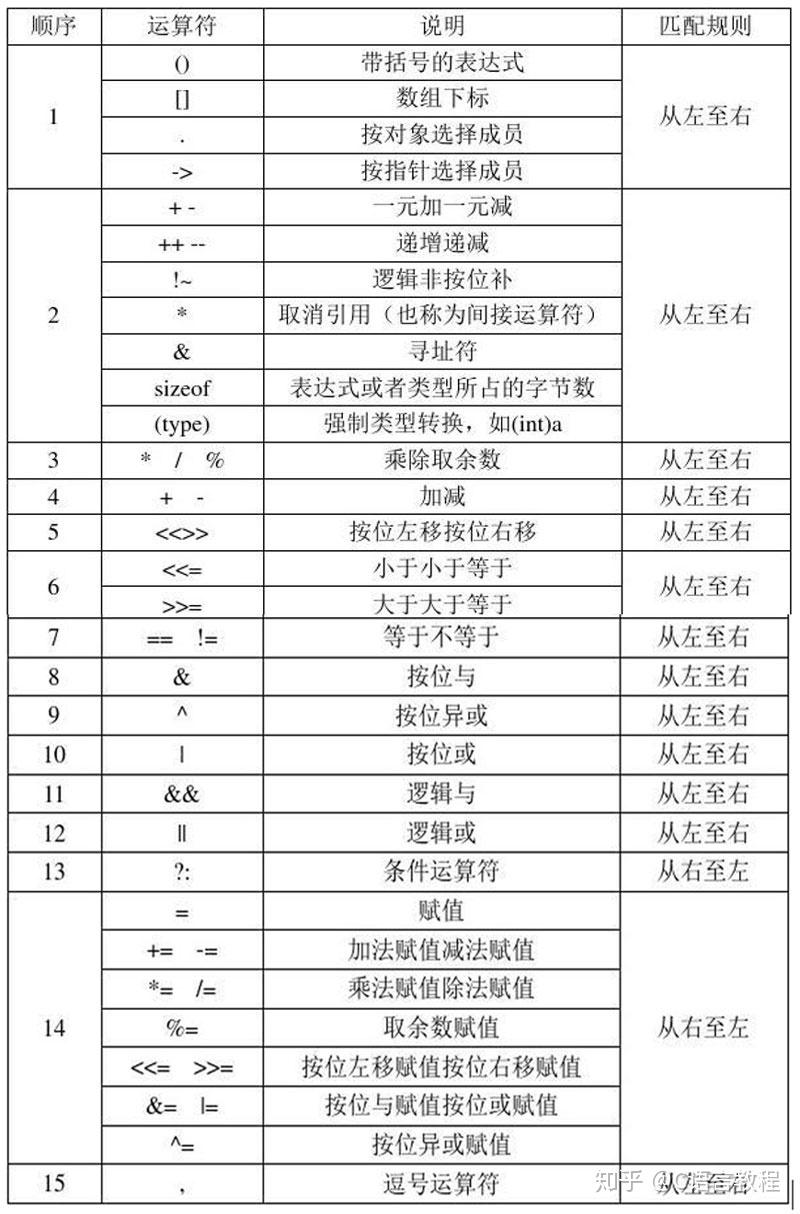 顺序 运算符 说明 匹配规则
1 () 带括号的表达式 从左至右
[] 数组下标
. 按对象选择成员
-> 按指针选择成员
2 + - 一元加一元减 从左至右
++ -- 递增递减
!~ 逻辑非按位补
* 取消引用（也称为间接运算符）
& 寻址符
sizeof 表达式或者类型所占的字节数
(type) 强制类型转换，如(int)a
3 * / % 乘除取余数 从左至右
4 + - 加减 从左至右
5 <<>> 按位左移按位右移 从左至右
6 <<= 小于小于等于 从左至右
>>= 大于大于等于
7 == != 等于不等于 从左至右
8 & 按位与 从左至右
9 ^ 按位异或 从左至右
10 | 按位或 从左至右
11 && 逻辑与 从左至右
12 || 逻辑或 从左至右
13 ?: 条件运算符 从右至左
14 = 赋值 从右至左
+= -= 加法赋值减法赋值
*= /= 乘法赋值除法赋值
%= 取余数赋值
<<= >>= 按位左移赋值按位右移赋值
&= |= 按位与赋值按位或赋值
^= 按位异或赋值
15 , 逗号运算符 从左至右
知乎 @C语言教程